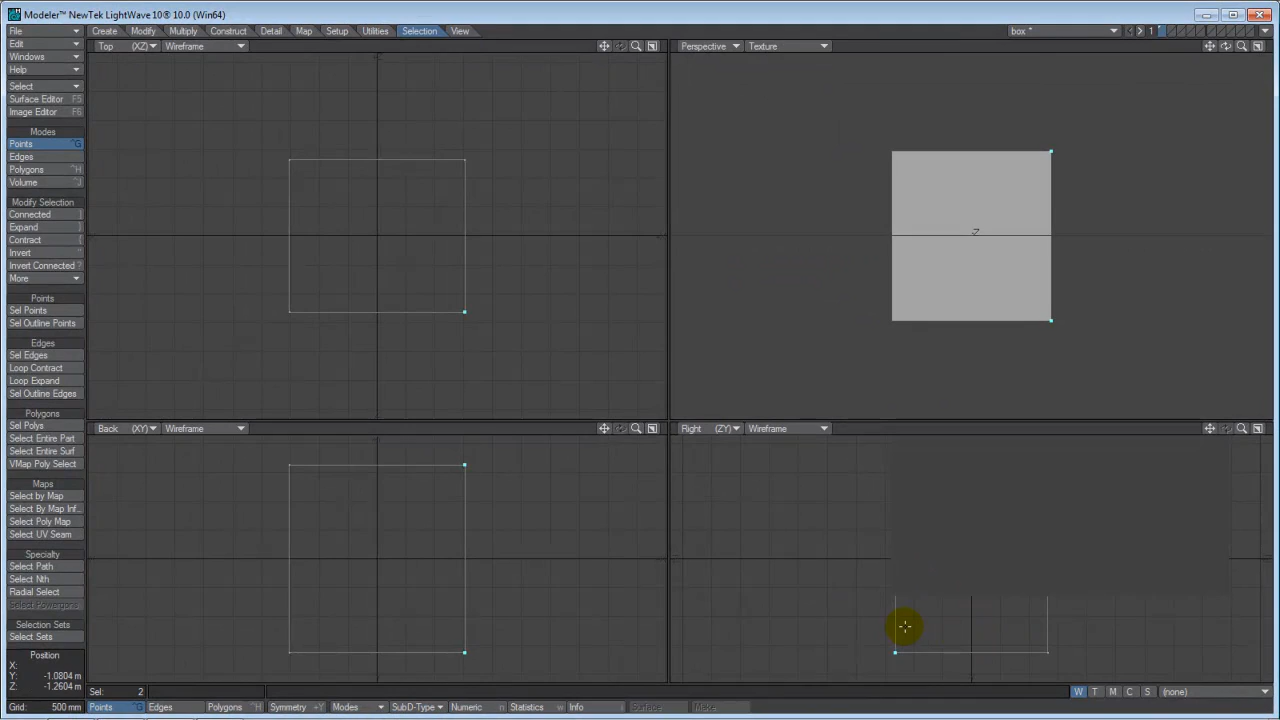 Modeler™ NewTek LightWave 10® 10.0 (Win64)
File Create Modify Multiply Construct Detail Map Setup Utilities Selection View box * 1
Edit Top (XZ) Wireframe Perspective Texture
Windows
Help
Select
Surface Editor F5
Image Editor F6
Modes
Points ^G
Edges
Polygons ^H
Volume ^J
Modify Selection
Connected ]
Expand }
Contract {
Invert "
Invert Connected ?
More
Points
Sel Points
Sel Outline Points
Edges
Sel Edges
Loop Contract
Loop Expand
Sel Outline Edges
Polygons
Sel Polys
Select Entire Part
Select Entire Surf
VMap Poly Select
Maps
Select by Map
Select By Map Inf...
Select Poly Map
Select UV Seam
Specialty
Select Path
Select Nth
Radial Select
Select Powergons
Selection Sets
Select Sets
Z
Back (XY) Wireframe Right (ZY) Wireframe
Position
X:
Y: -1.0804 m
Z: -1.2604 m
Sel: 2 W T M C S (none)
Grid: 500 mm Points ^G Edges Polygons ^H Symmetry +Y Modes SubD-Type Numeric n Statistics w Info i Surface Make